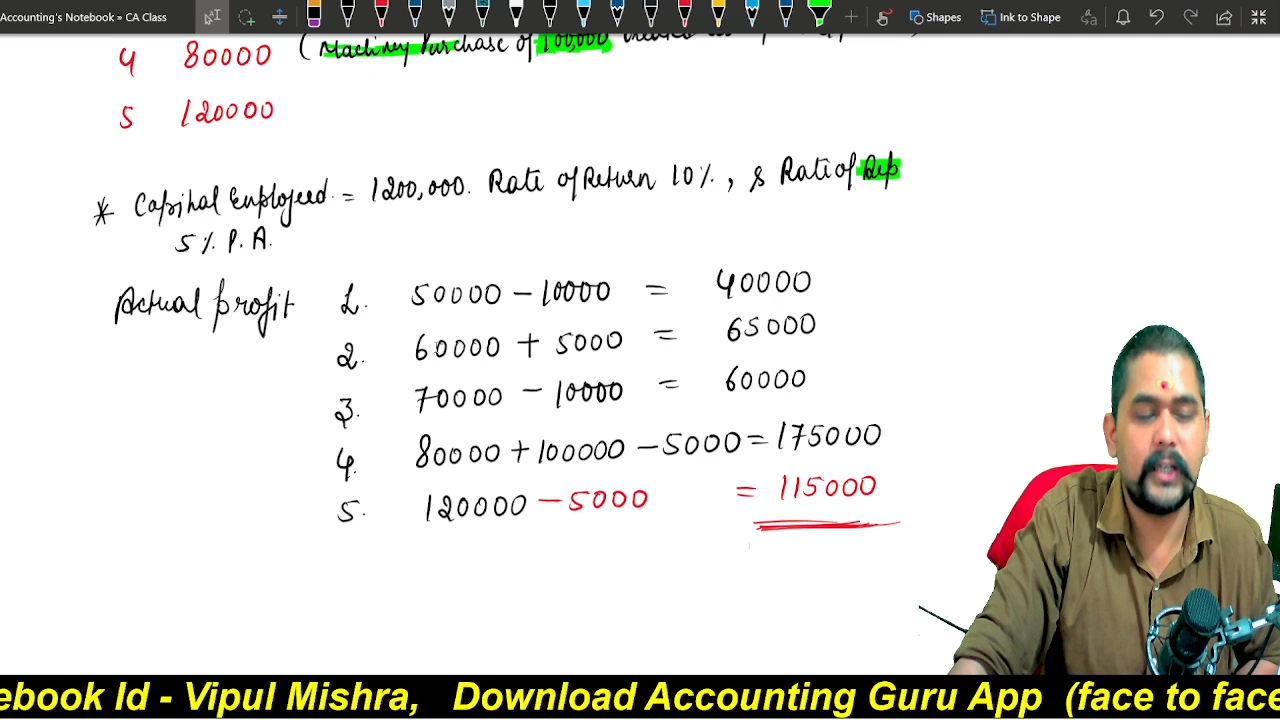 Accounting's Notebook » CA Class
Shapes
Ink to Shape
4 80000 (Machinery Purchase of 100,000
5 120000
* Capital Employeed = 1200,000. Rate of Return 10%, & Rate of Dep
5% P.A.
Actual profit 1. 50000 - 10000 = 40000
2. 60000 + 5000 = 65000
3. 70000 - 10000 = 60000
4. 80000 + 100000 - 5000 = 175000
5. 120000 - 5000 = 115000
ebook Id - Vipul Mishra, Download Accounting Guru App (face to face